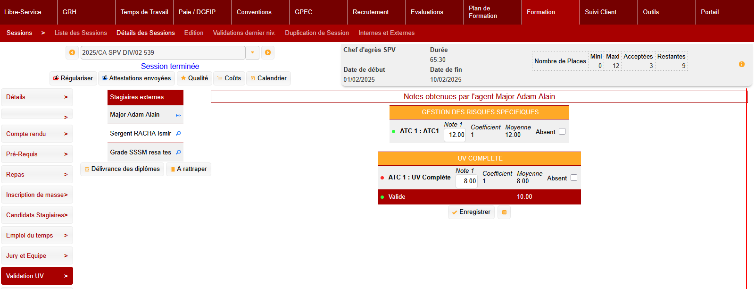 Libre-Service GRH Temps de Travail Paie / DGFIP Conventions GPEC Recrutement Evaluations Plan de Formation Formation Suivi Client Outils Portail
Sessions > Liste des Sessions Détails des Sessions Edition Validations dernier niv Duplication de Session Internes et Externes
2025/CA SPV DIV/02 539
Session terminée
Régulariser Attestations envoyées Qualité Coûts Calendrier
Chef d'agrès SPV Durée
65.30
Date de début Date de fin
01/02/2025 10/02/2025
Nombre de Places Mini Maxi Acceptées Restantes
0 12 3 9
Détails >
>
Compte rendu >
Pré-Requis >
Repas >
Inscription de masse >
Candidats Stagiaires >
Emploi du temps >
Jury et Equipe >
Validation UV >
Stagiaires externes
Major Adam Alain
Sergent RACHA Ismir
Grade SSSM resa tes
Délivrance des diplômes A rattraper
Notes obtenues par l'agent Major Adam Alain
GESTION DES RISQUES SPECIFIQUES
ATC 1 : ATC1 Note 1 Coefficient Moyenne Absent
12.00 1 12.00
UV COMPLETE
ATC 1 : UV Complète Note 1 Coefficient Moyenne Absent
8.00 1 8.00
Valide 10.00
Enregistrer